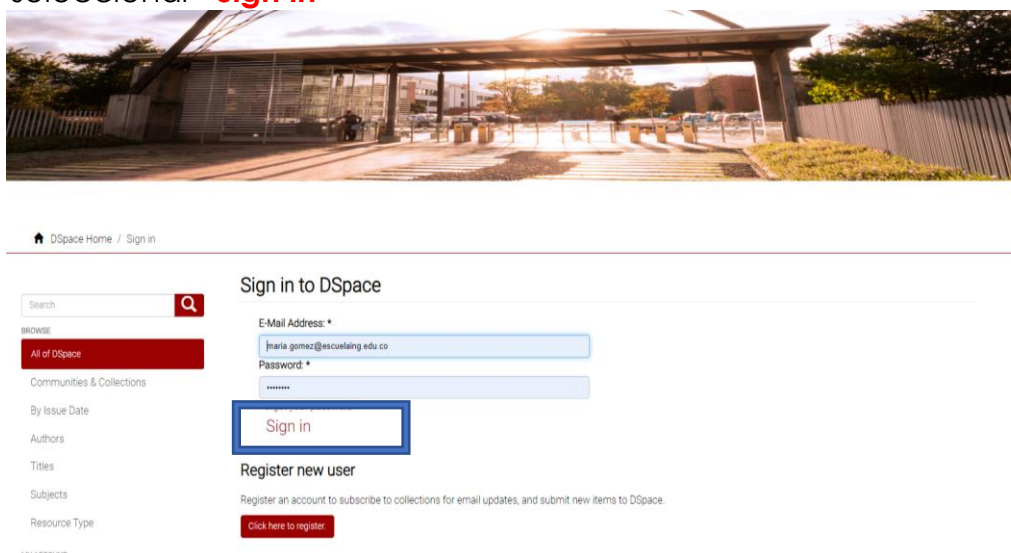 sign in
DSpace Home / Sign in
Sign in to DSpace
Search
BROWSE
All of DSpace
Communities & Collections
By Issue Date
Authors
Titles
Subjects
Resource Type
E-Mail Address: *
maria.gomez@escuelaing.edu.co
Password: *
••••••••
Sign in
Register new user
Register an account to subscribe to collections for email updates, and submit new items to DSpace.
Click here to register.